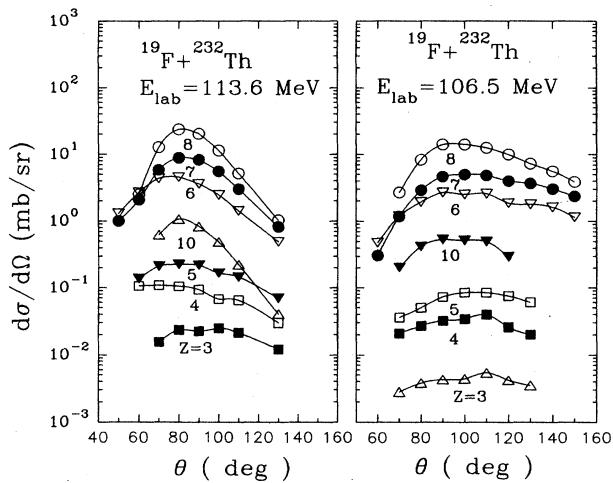 ¹⁹F+²³²Th
E_lab=113.6 MeV
8
7
6
10
5
4
Z=3
¹⁹F+²³²Th
E_lab=106.5 MeV
8
7
6
10
5
4
Z=3
10³
10²
10¹
10⁰
10⁻¹
10⁻²
10⁻³
dσ/dΩ (mb/sr)
40 60 80 100 120 140 160
60 80 100 120 140 160
θ ( deg )
θ ( deg )